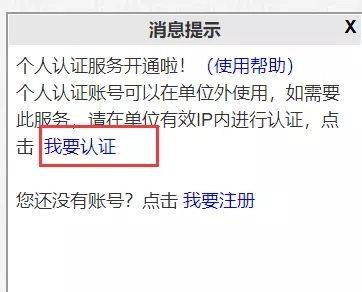 消息提示 X
个人认证服务开通啦！（使用帮助）
个人认证账号可以在单位外使用，如需要
此服务，请在单位有效IP内进行认证，点
击 我要认证
您还没有账号？点击 我要注册